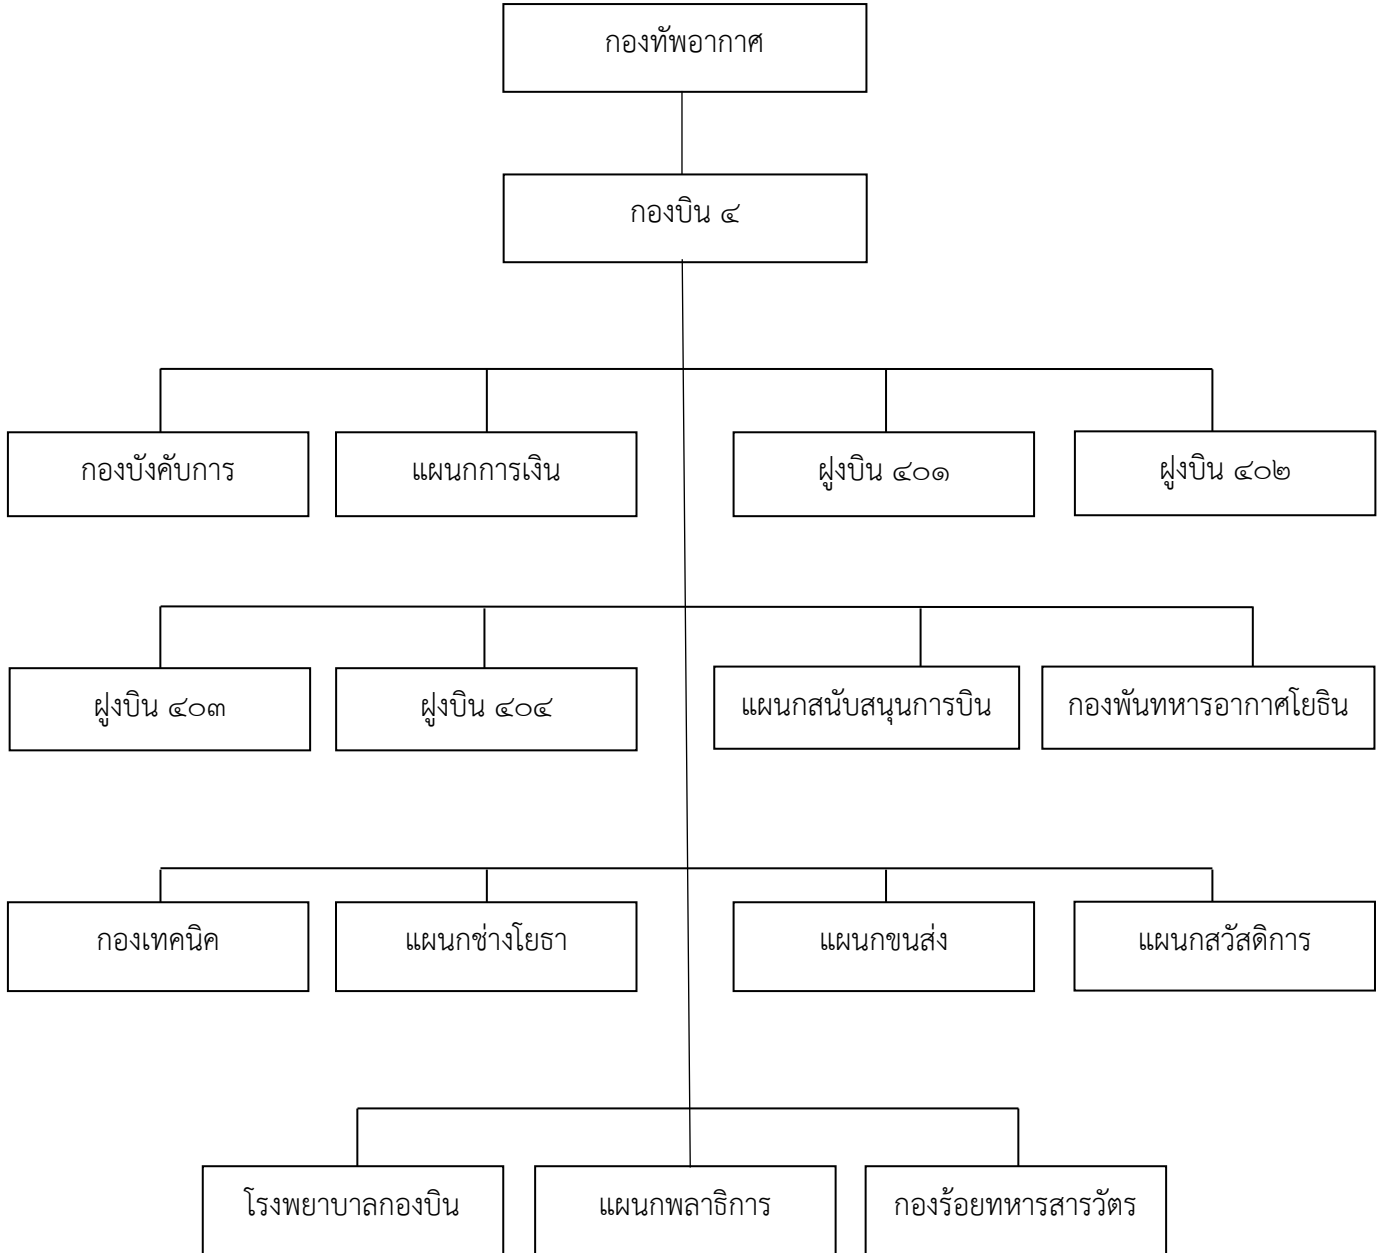 กองทัพอากาศ
กองบิน ๔
กองบังคับการ
แผนกการเงิน
ฝูงบิน ๔๐๑
ฝูงบิน ๔๐๒
ฝูงบิน ๔๐๓
ฝูงบิน ๔๐๔
แผนกสนับสนุนการบิน
กองพันทหารอากาศโยธิน
กองเทคนิค
แผนกช่างโยธา
แผนกขนส่ง
แผนกสวัสดิการ
โรงพยาบาลกองบิน
แผนกพลาธิการ
กองร้อยทหารสารวัตร